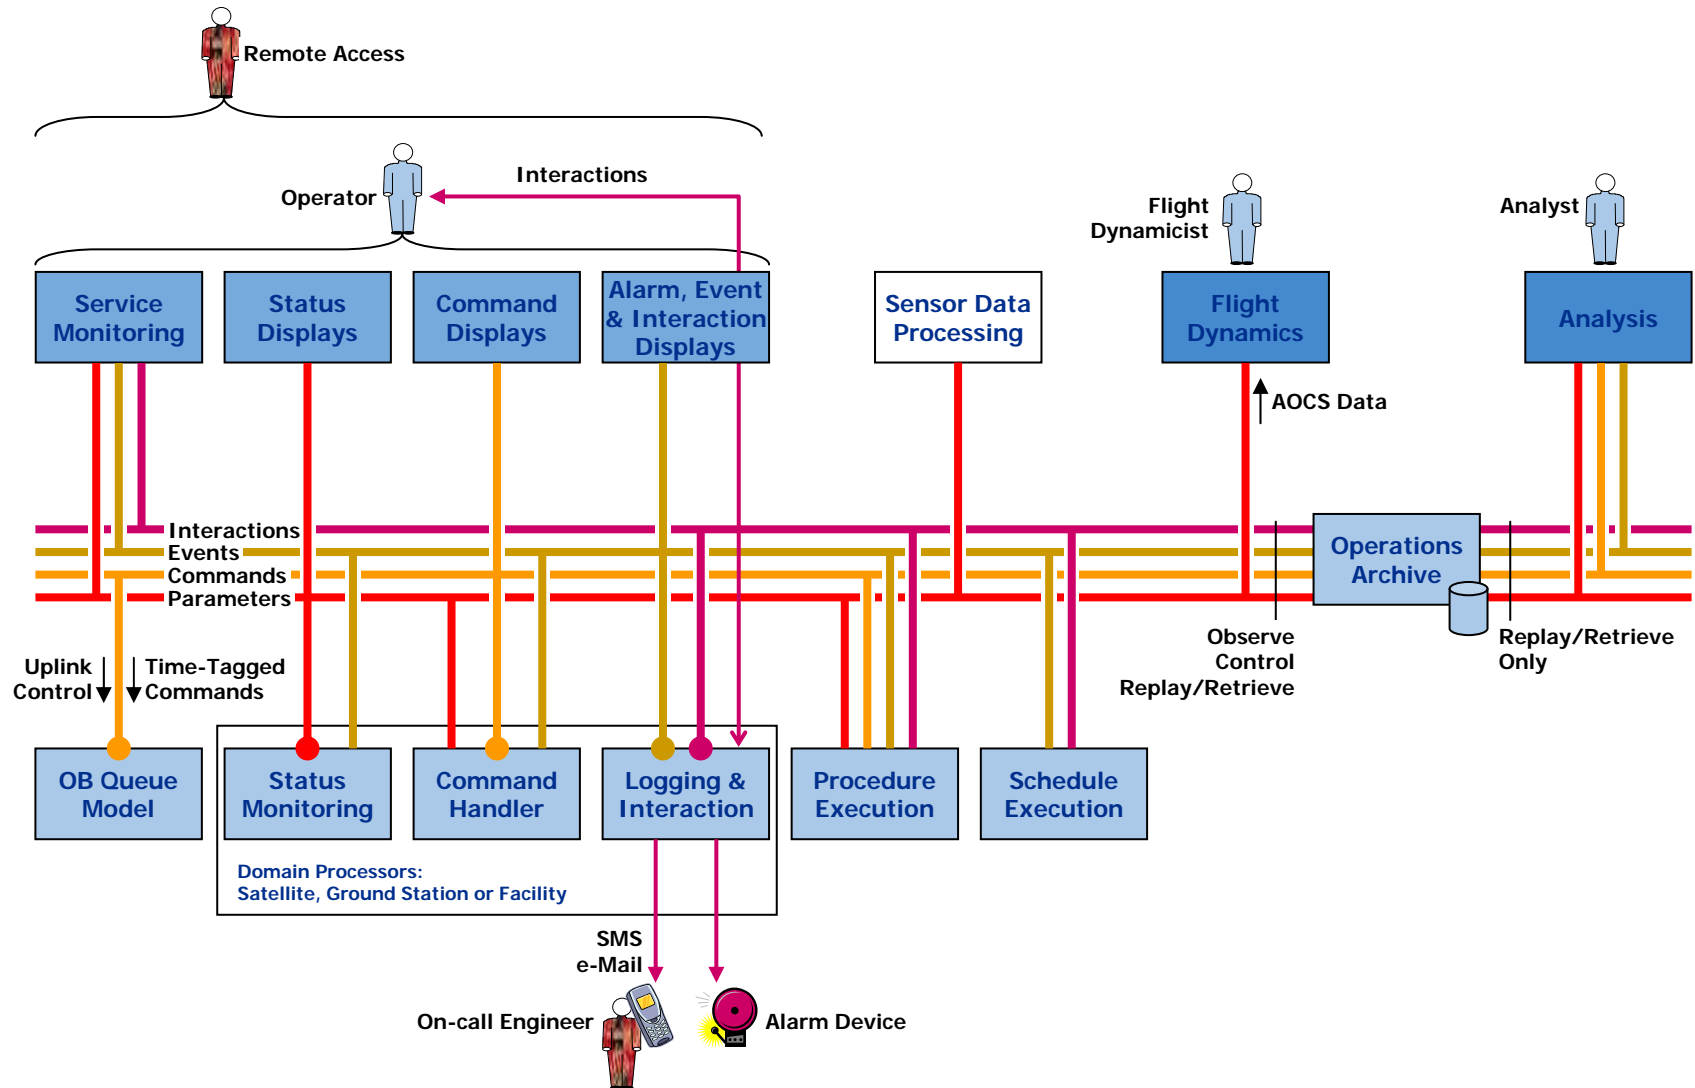 Remote Access
Interactions
Operator
Flight
Dynamicist
Analyst
Service
Monitoring
Status
Displays
Command
Displays
Alarm, Event
& Interaction
Displays
Sensor Data
Processing
Flight
Dynamics
Analysis
AOCS Data
Interactions
Events
Commands
Parameters
Operations
Archive
Uplink
Control
Time-Tagged
Commands
Observe
Control
Replay/Retrieve
Replay/Retrieve
Only
OB Queue
Model
Status
Monitoring
Command
Handler
Logging &
Interaction
Procedure
Execution
Schedule
Execution
Domain Processors:
Satellite, Ground Station or Facility
SMS
e-Mail
On-call Engineer
Alarm Device